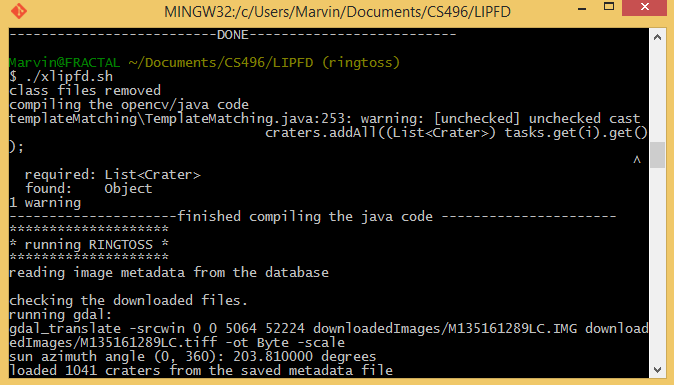 MINGW32:/c/Users/Marvin/Documents/CS496/LIPFD
--------------------------DONE--------------------------
Marvin@FRACTAL ~/Documents/CS496/LIPFD (ringtoss)
$ ./xlipfd.sh
class files removed
compiling the opencv/java code
templateMatching\TemplateMatching.java:253: warning: [unchecked] unchecked cast
craters.addAll((List<Crater>) tasks.get(i).get()
);
^
required: List<Crater>
found:    Object
1 warning
---------------------finished compiling the java code ----------------------
********************
* running RINGTOSS *
********************
reading image metadata from the database
checking the downloaded files.
running gdal:
gdal_translate -srcwin 0 0 5064 52224 downloadedImages/M135161289LC.IMG download
edImages/M135161289LC.tiff -ot Byte -scale
sun azimuth angle (0, 360): 203.810000 degrees
loaded 1041 craters from the saved metadata file